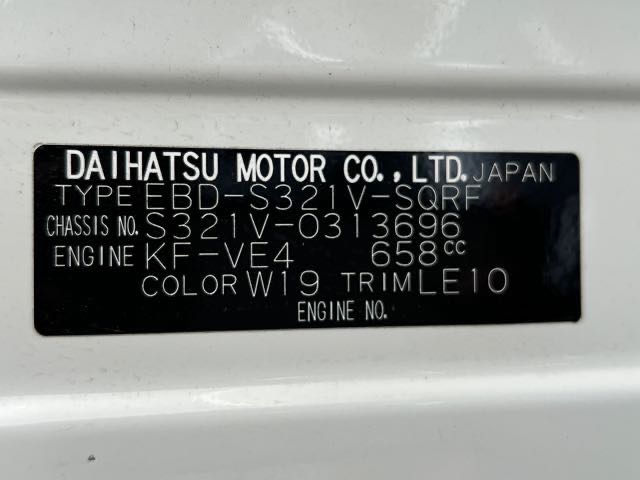 DAIHATSU MOTOR CO.,LTD. JAPAN
TYPE EBD-S321V-SQRF
CHASSIS NO. S321V-0313696
ENGINE KF-VE4 658cc
COLOR W19 TRIM LE10
ENGINE NO.